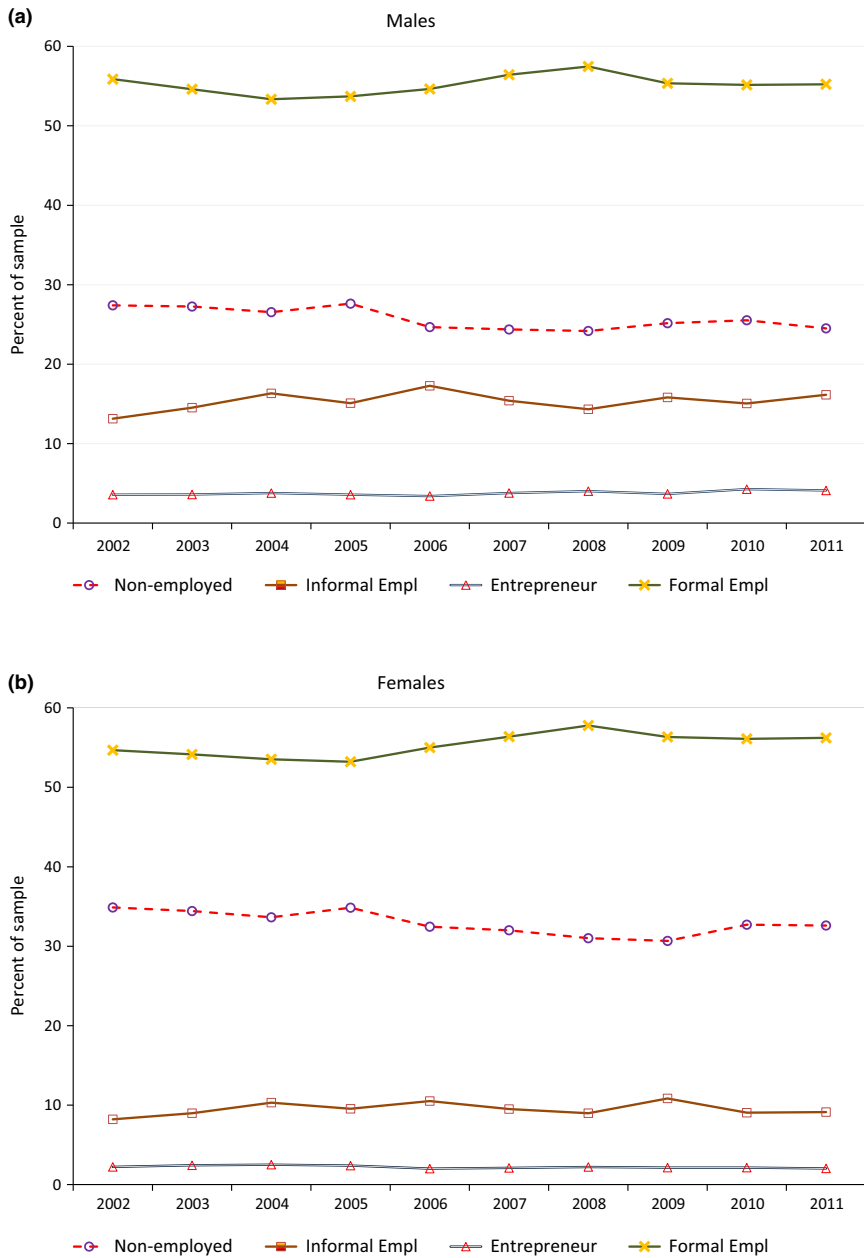 (a)
Males
60
50
40
30
20
10
0
Percent of sample
2002 2003 2004 2005 2006 2007 2008 2009 2010 2011
Non-employed Informal Empl Entrepreneur Formal Empl
(b)
Females
60
50
40
30
20
10
0
Percent of sample
2002 2003 2004 2005 2006 2007 2008 2009 2010 2011
Non-employed Informal Empl Entrepreneur Formal Empl